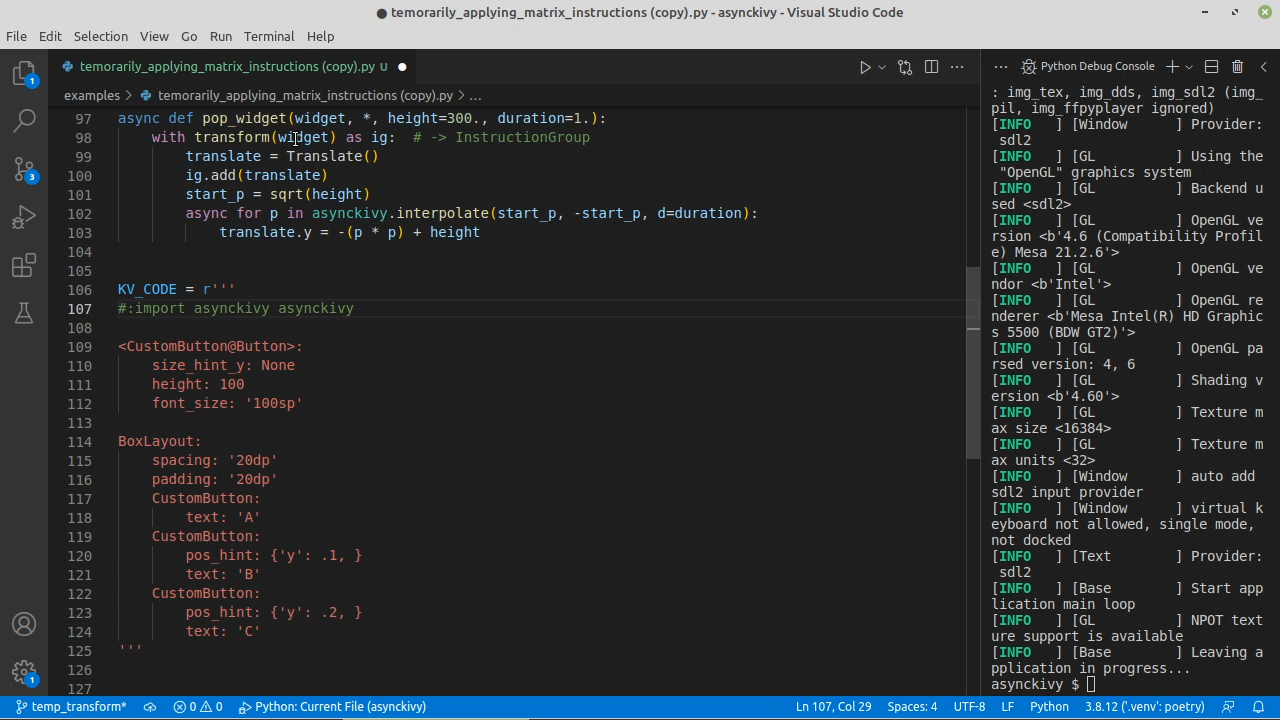 ● temorarily_applying_matrix_instructions (copy).py - asynckivy - Visual Studio Code
File Edit Selection View Go Run Terminal Help
temorarily_applying_matrix_instructions (copy).py U ●
examples > temorarily_applying_matrix_instructions (copy).py > ...
97 async def pop_widget(widget, *, height=300., duration=1.):
98     with transform(widget) as ig:  # -> InstructionGroup
99         translate = Translate()
100         ig.add(translate)
101         start_p = sqrt(height)
102         async for p in asynckivy.interpolate(start_p, -start_p, d=duration):
103             translate.y = -(p * p) + height
104
105
106 KV_CODE = r'''
107 #:import asynckivy asynckivy
108
109 <CustomButton@Button>:
110     size_hint_y: None
111     height: 100
112     font_size: '100sp'
113
114 BoxLayout:
115     spacing: '20dp'
116     padding: '20dp'
117     CustomButton:
118         text: 'A'
119     CustomButton:
120         pos_hint: {'y': .1, }
121         text: 'B'
122     CustomButton:
123         pos_hint: {'y': .2, }
124         text: 'C'
125 '''
126
127
1
3
1
Python Debug Console
: img_tex, img_dds, img_sdl2 (img_
pil, img_ffpyplayer ignored)
[INFO   ] [Window      ] Provider:
 sdl2
[INFO   ] [GL          ] Using the
 "OpenGL" graphics system
[INFO   ] [GL          ] Backend u
sed <sdl2>
[INFO   ] [GL          ] OpenGL ve
rsion <b'4.6 (Compatibility Profil
e) Mesa 21.2.6'>
[INFO   ] [GL          ] OpenGL ve
ndor <b'Intel'>
[INFO   ] [GL          ] OpenGL re
nderer <b'Mesa Intel(R) HD Graphic
s 5500 (BDW GT2)'>
[INFO   ] [GL          ] OpenGL pa
rsed version: 4, 6
[INFO   ] [GL          ] Shading v
ersion <b'4.60'>
[INFO   ] [GL          ] Texture m
ax size <16384>
[INFO   ] [GL          ] Texture m
ax units <32>
[INFO   ] [Window      ] auto add
sdl2 input provider
[INFO   ] [Window      ] virtual k
eyboard not allowed, single mode,
not docked
[INFO   ] [Text        ] Provider:
 sdl2
[INFO   ] [Base        ] Start app
lication main loop
[INFO   ] [GL          ] NPOT text
ure support is available
[INFO   ] [Base        ] Leaving a
pplication in progress...
asynckivy $
temp_transform* 0 0 Python: Current File (asynckivy) Ln 107, Col 29 Spaces: 4 UTF-8 LF Python 3.8.12 ('.venv': poetry)